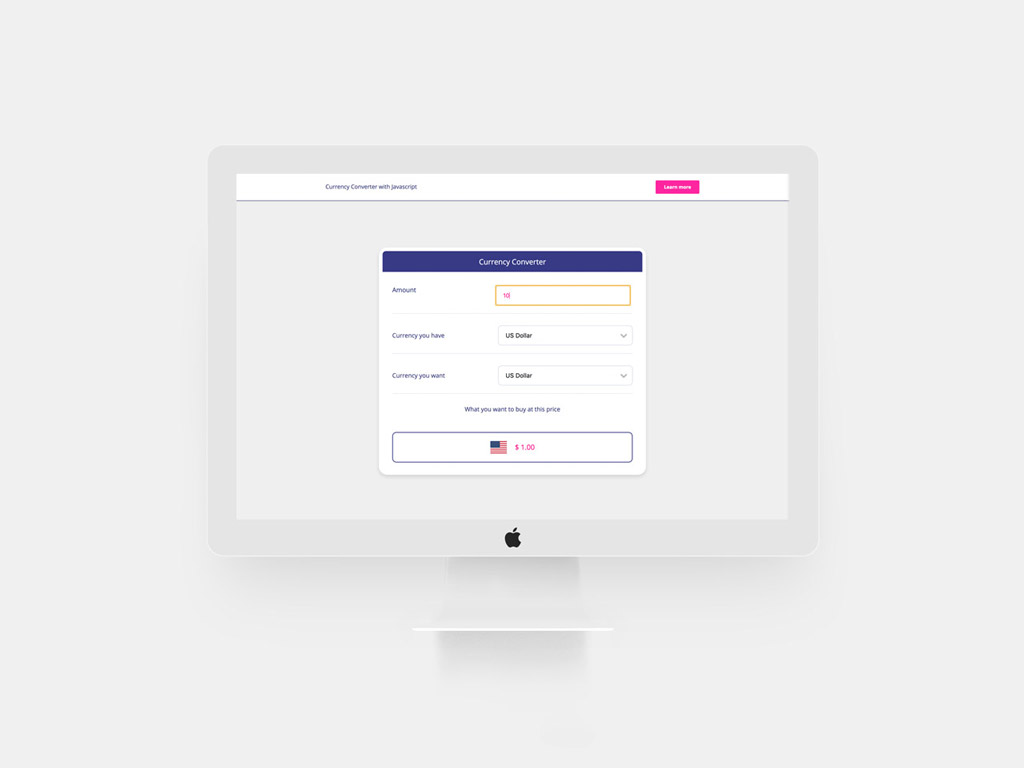 Currency Converter with Javascript
Learn more
Currency Converter
Amount
10
Currency you have
US Dollar
Currency you want
US Dollar
What you want to buy at this price
$ 1.00